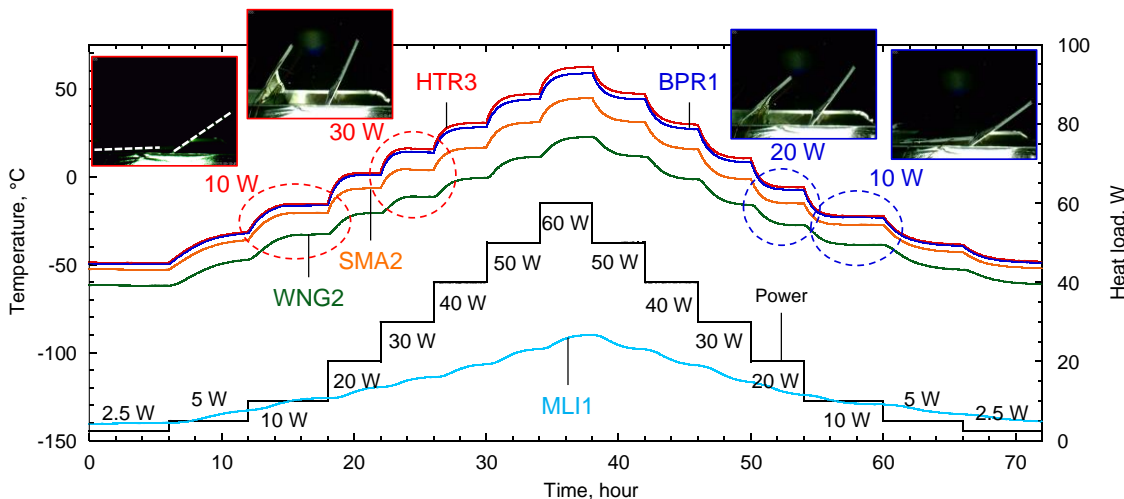 HTR3
BPR1
30 W
10 W
20 W
10 W
SMA2
WNG2
MLI1
Power
2.5 W
5 W
10 W
20 W
30 W
40 W
50 W
60 W
50 W
40 W
30 W
20 W
10 W
5 W
2.5 W
Temperature, °C
50
0
-50
-100
-150
Heat load, W
100
80
60
40
20
0
0
10
20
30
40
50
60
70
Time, hour